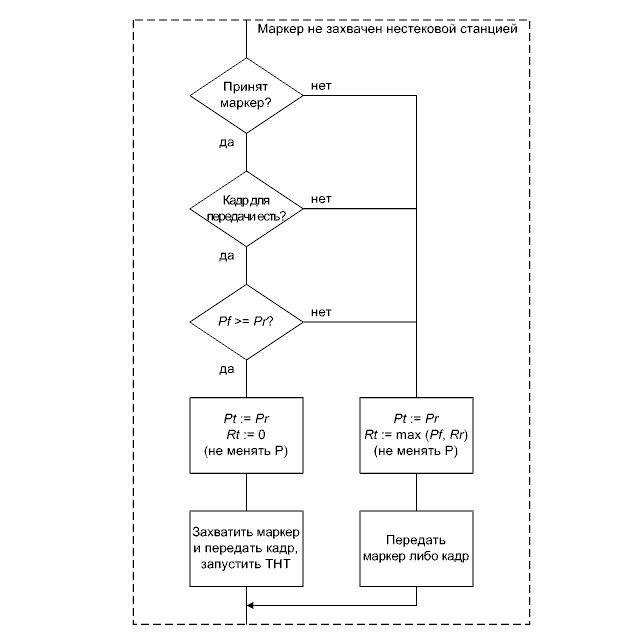 Маркер не захвачен нестековой станцией
Принят
маркер?
нет
да
Кадр для
передачи есть?
нет
да
Pf >= Pr?
нет
да
Pt := Pr
Rt := 0
(не менять P)
Pt := Pr
Rt := max (Pf, Rr)
(не менять P)
Захватить маркер
и передать кадр,
запустить THT
Передать
маркер либо кадр